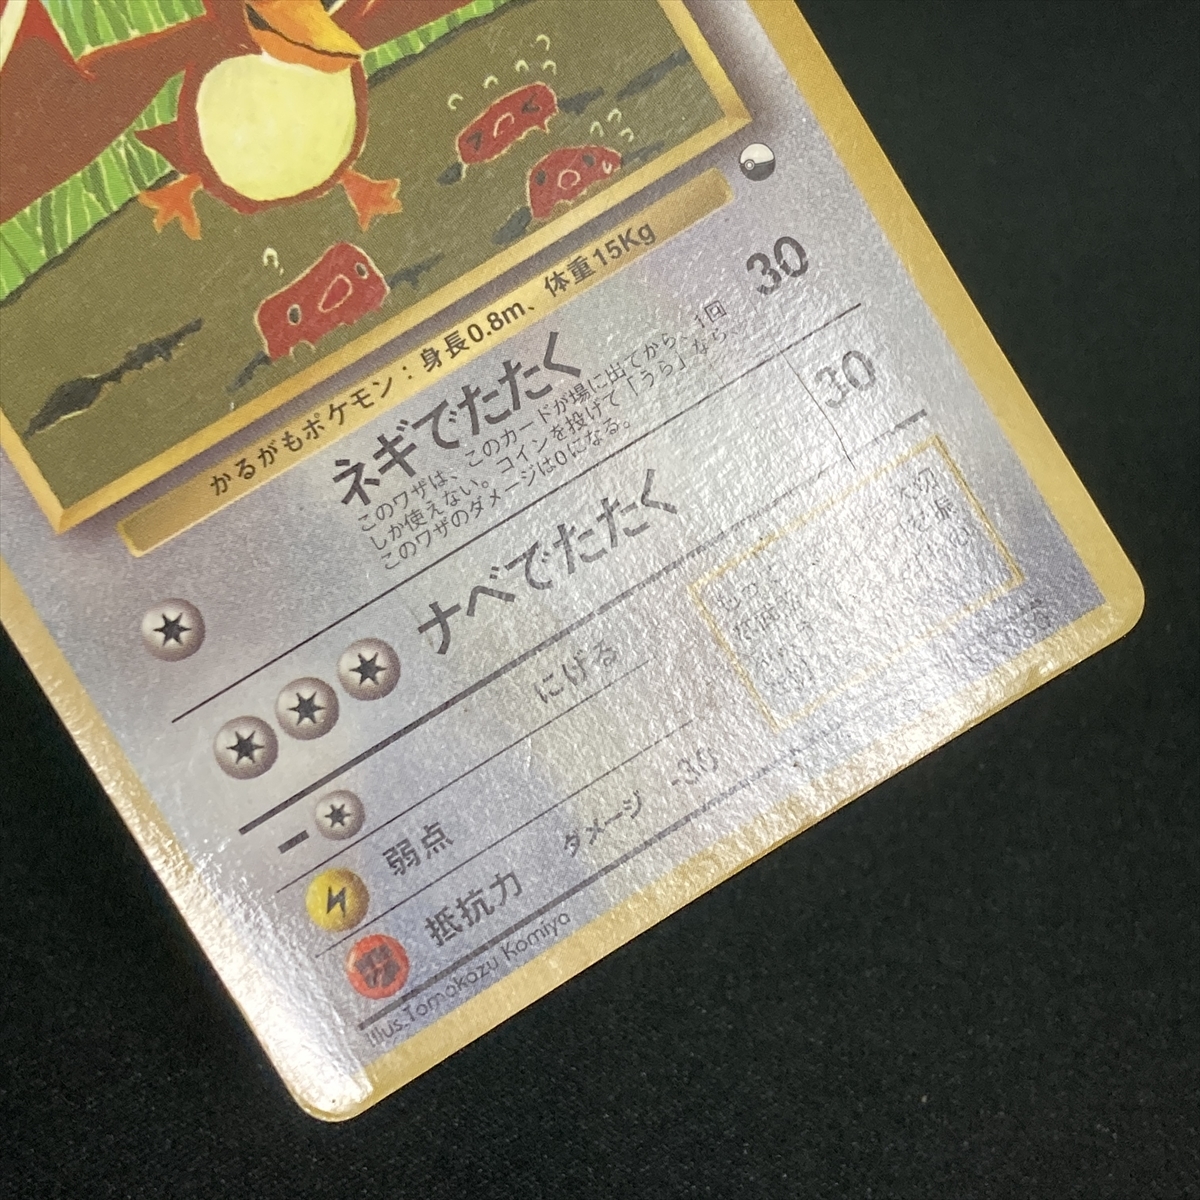 かるがもポケモン：身長0.8m、体重15Kg
ネギでたたく 30
このワザは、このカードが場に出てから、1回
しか使えない。コインを投げて「うら」なら、
このワザのダメージは0になる。
ナベでたたく 30
にげる
弱点
抵抗力 ダメージ -30
Illus.Tomokazu Komiya